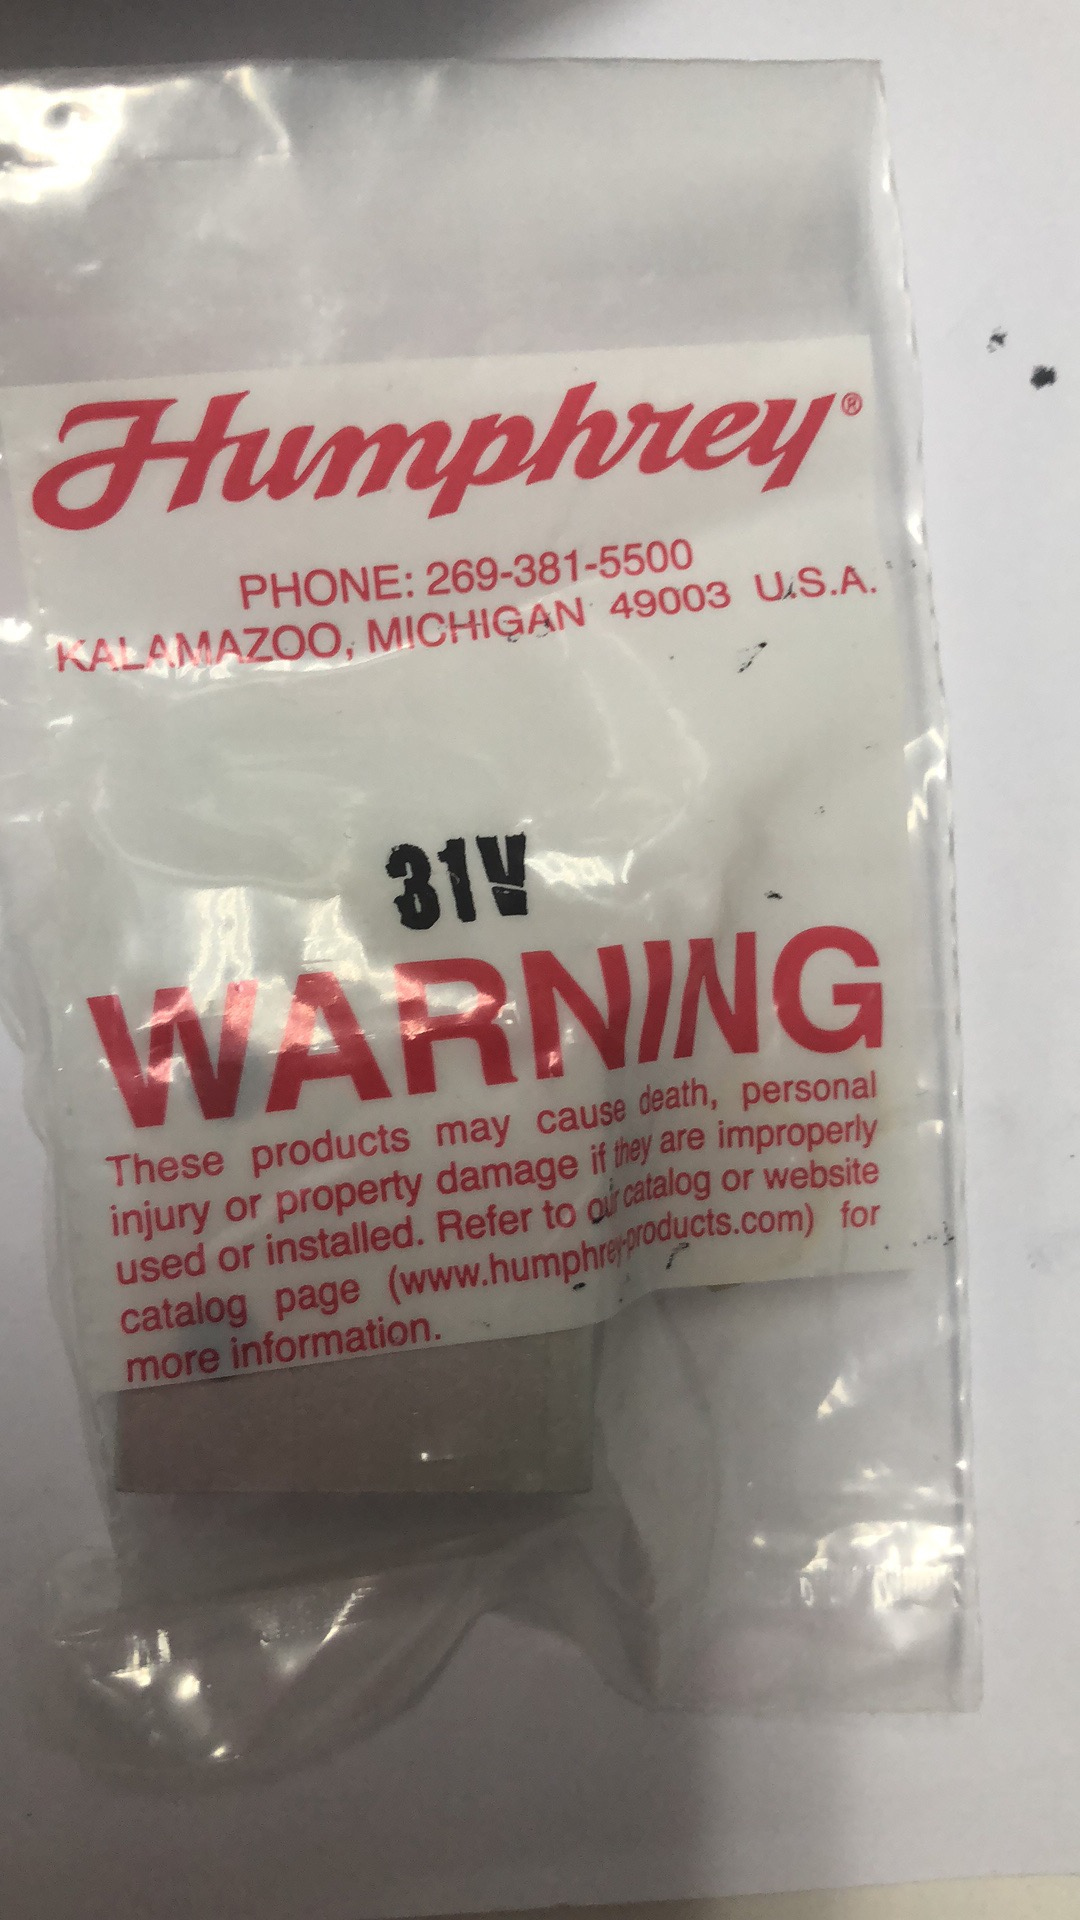 Humphrey®
PHONE: 269-381-5500
KALAMAZOO, MICHIGAN 49003 U.S.A.
31V
WARNING
These products may cause death, personal
injury or property damage if they are improperly
used or installed. Refer to our catalog or website
catalog page (www.humphrey-products.com) for
more information.